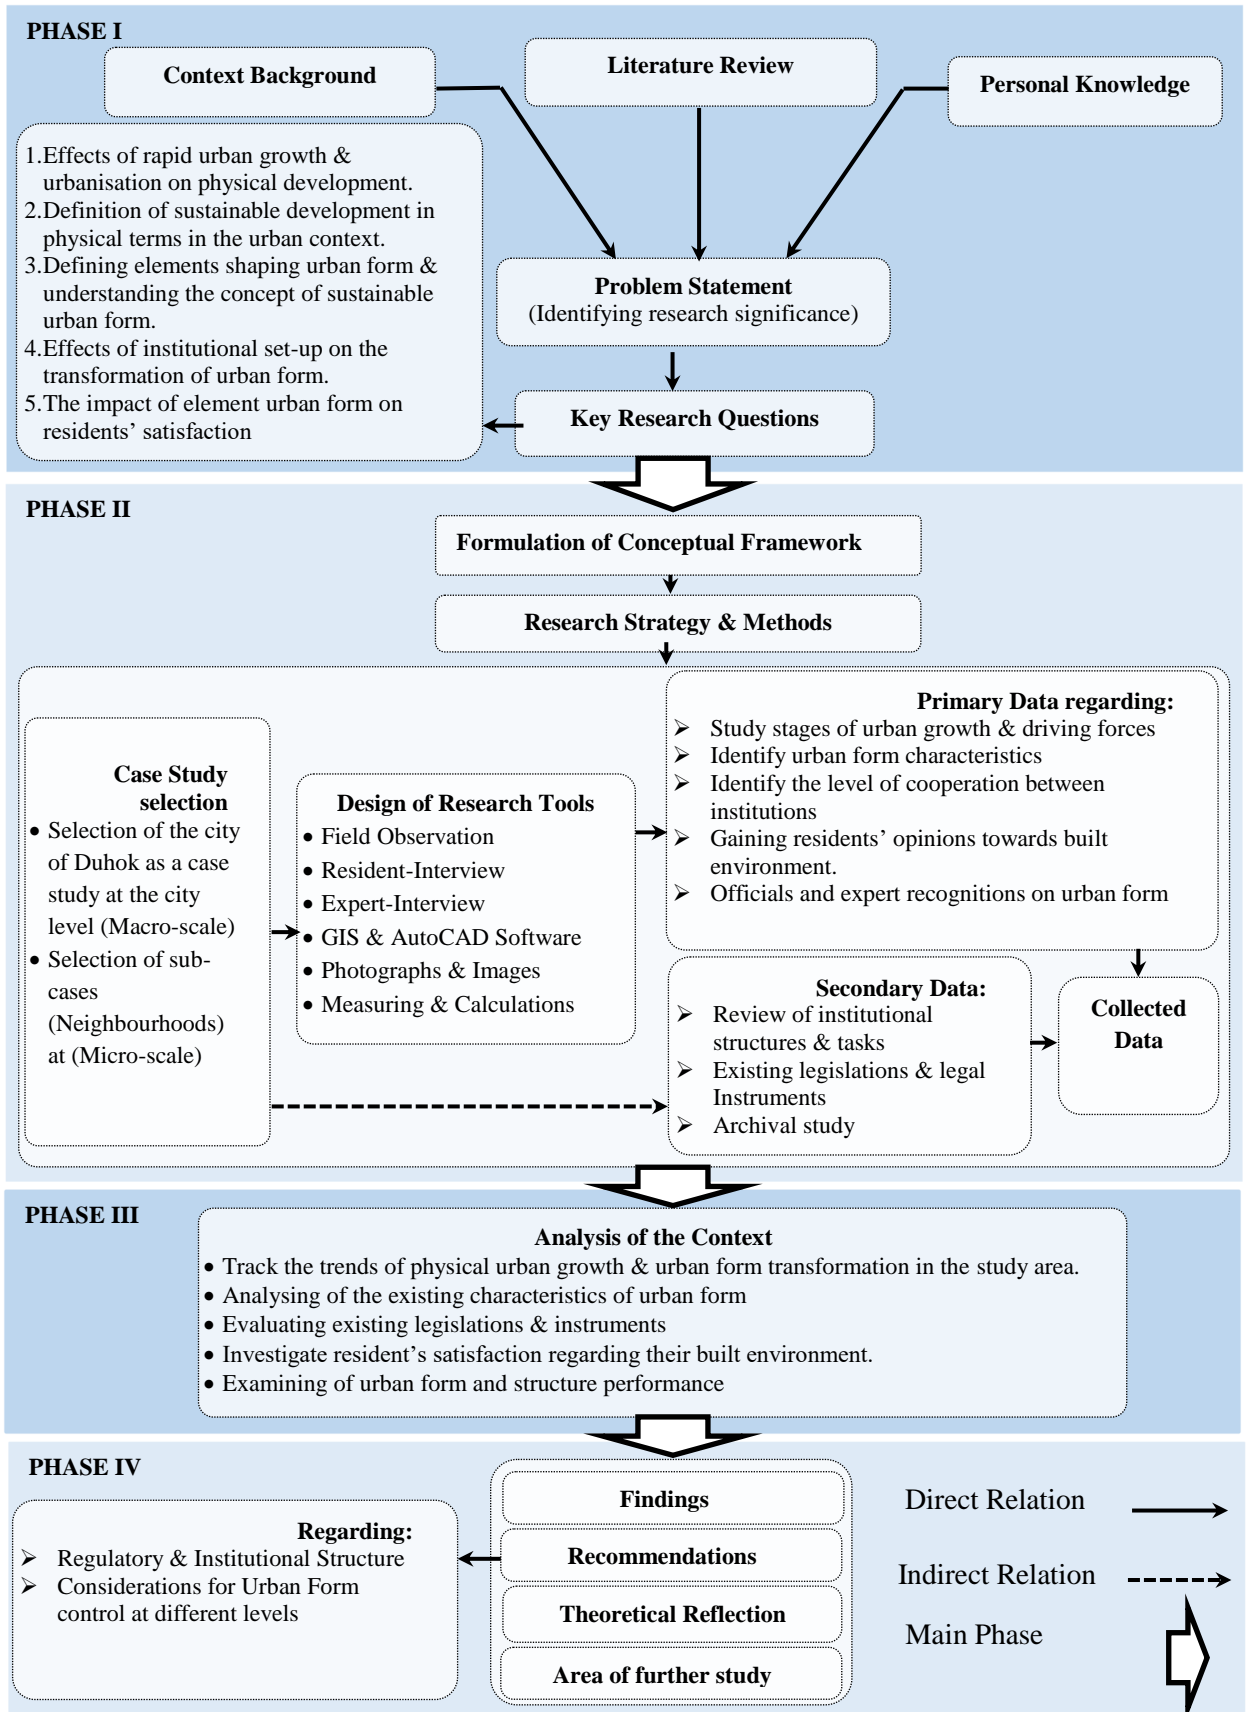 PHASE I
Context Background
Literature Review
Personal Knowledge
1.Effects of rapid urban growth &
urbanisation on physical development.
2.Definition of sustainable development in
physical terms in the urban context.
3.Defining elements shaping urban form &
understanding the concept of sustainable
urban form.
4.Effects of institutional set-up on the
transformation of urban form.
5.The impact of element urban form on
residents’ satisfaction
Problem Statement
(Identifying research significance)
Key Research Questions
PHASE II
Formulation of Conceptual Framework
Research Strategy & Methods
Case Study
selection
• Selection of the city
of Duhok as a case
study at the city
level (Macro-scale)
• Selection of sub-
cases
(Neighbourhoods)
at (Micro-scale)
Design of Research Tools
• Field Observation
• Resident-Interview
• Expert-Interview
• GIS & AutoCAD Software
• Photographs & Images
• Measuring & Calculations
Primary Data regarding:
➢ Study stages of urban growth & driving forces
➢ Identify urban form characteristics
➢ Identify the level of cooperation between
institutions
➢ Gaining residents’ opinions towards built
environment.
➢ Officials and expert recognitions on urban form
Secondary Data:
➢ Review of institutional
structures & tasks
➢ Existing legislations & legal
Instruments
➢ Archival study
Collected
Data
PHASE III
Analysis of the Context
• Track the trends of physical urban growth & urban form transformation in the study area.
• Analysing of the existing characteristics of urban form
• Evaluating existing legislations & instruments
• Investigate resident’s satisfaction regarding their built environment.
• Examining of urban form and structure performance
PHASE IV
Regarding:
➢ Regulatory & Institutional Structure
➢ Considerations for Urban Form
control at different levels
Findings
Recommendations
Theoretical Reflection
Area of further study
Direct Relation
Indirect Relation
Main Phase